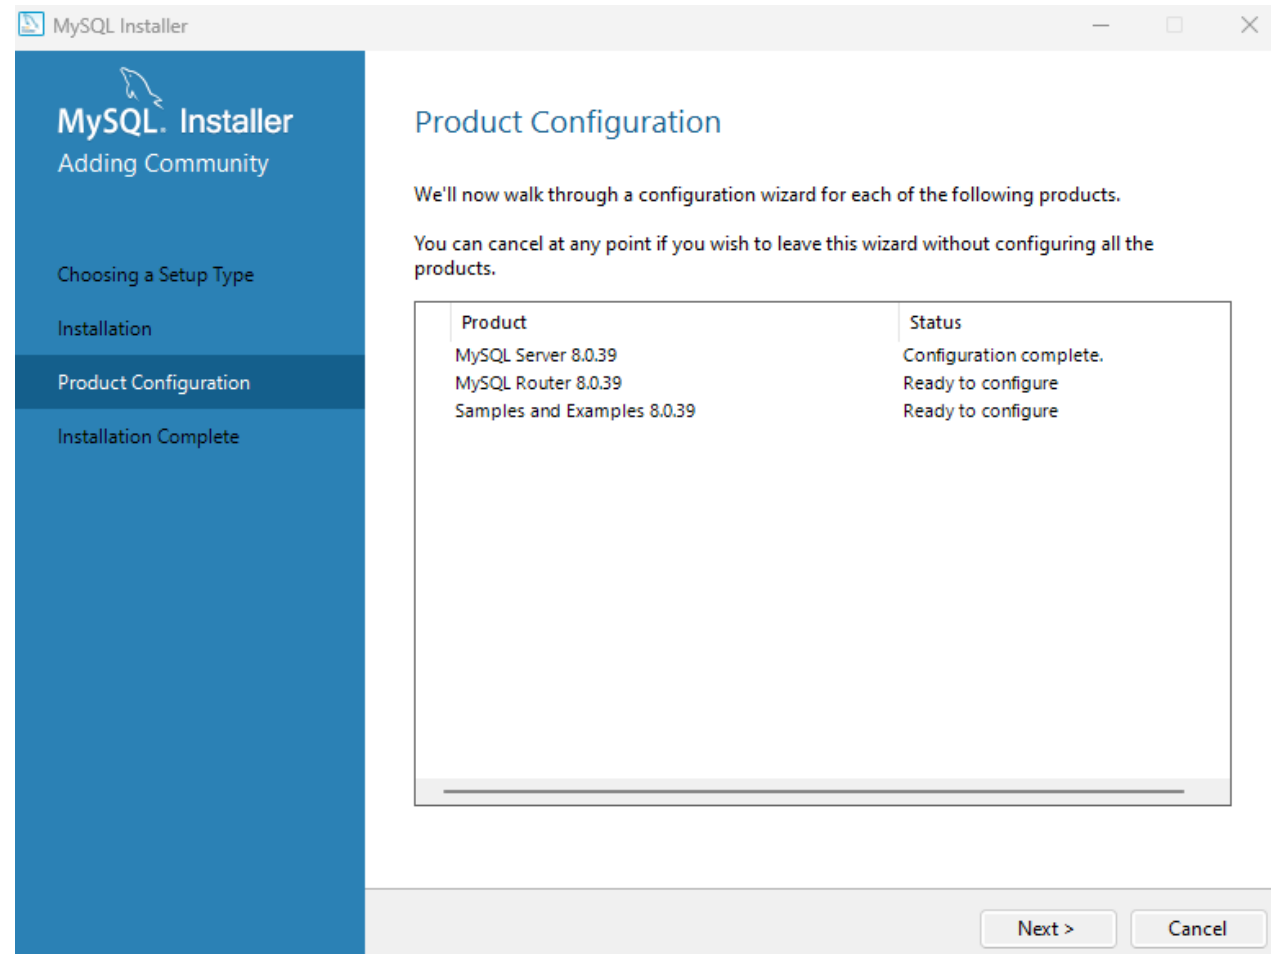 MySQL Installer
MySQL. Installer
Adding Community
Choosing a Setup Type
Installation
Product Configuration
Installation Complete
Product Configuration
We'll now walk through a configuration wizard for each of the following products.
You can cancel at any point if you wish to leave this wizard without configuring all the
products.
Product Status
MySQL Server 8.0.39 Configuration complete.
MySQL Router 8.0.39 Ready to configure
Samples and Examples 8.0.39 Ready to configure
Next > Cancel